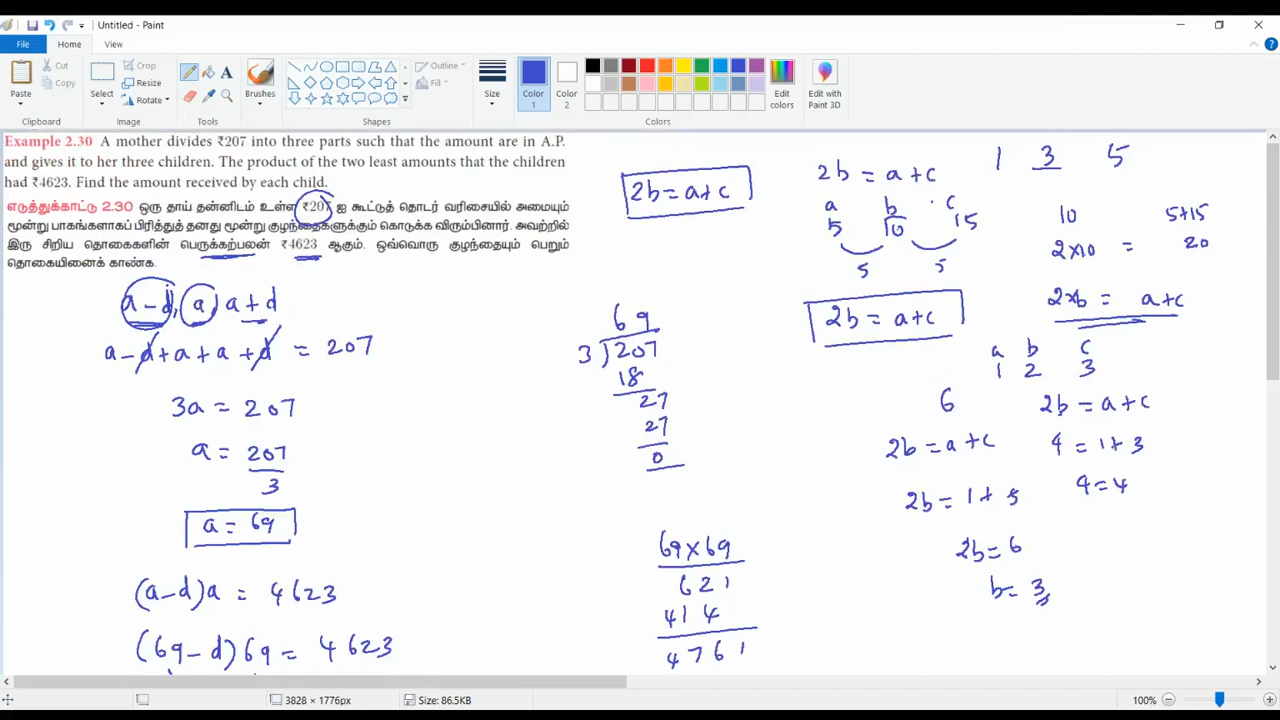 Untitled - Paint
File
Home
View
Paste
Cut
Copy
Clipboard
Select
Crop
Resize
Rotate
Image
Tools
Brushes
Shapes
Outline
Fill
Size
Color 1
Color 2
Edit colors
Edit with Paint 3D
Colors
Example 2.30 A mother divides ₹207 into three parts such that the amount are in A.P.
and gives it to her three children. The product of the two least amounts that the children
had ₹4623. Find the amount received by each child.
எடுத்துக்காட்டு 2.30 ஒரு தாய் தன்னிடம் உள்ள ₹207 ஐ கூட்டுத் தொடர் வரிசையில் அமையும்
மூன்று பாகங்களாகப் பிரித்துத் தனது மூன்று குழந்தைகளுக்கும் கொடுக்க விரும்பினார். அவற்றில்
இரு சிறிய தொகைகளின் பெருக்கற்பலன் ₹4623 ஆகும். ஒவ்வொரு குழந்தையும் பெறும்
தொகையினைக் காண்க.
a-d, a, a+d
a-d+a+a+d = 207
3a = 207
a = 207
3
a = 69
(a-d)a = 4623
(69-d)69 = 4623
2b = a+c
69
3 ) 207
18
27
27
0
69×69
621
414
4761
2b = a+c
a b c
5 10 15
5 5
2b = a+c
6
2b = a+c
2b = 1+5
2b = 6
b = 3
1 3 5
10 5+15
2×10 = 20
2×b = a+c
a b c
1 2 3
2b = a+c
4 = 1+3
4 = 4
3828 × 1776px
Size: 86.5KB
100%